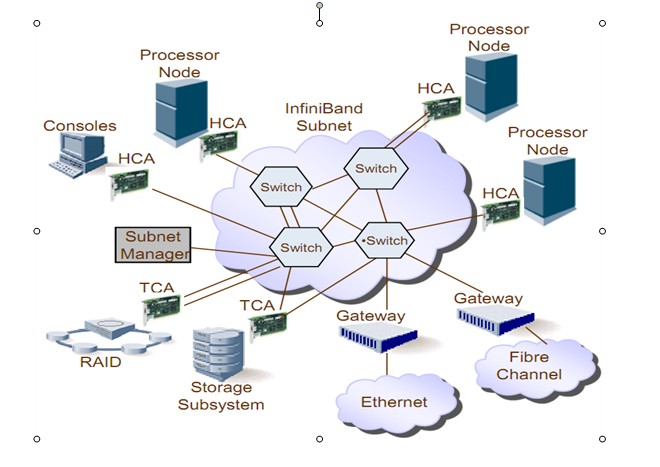 Processor
Node
Processor
Node
HCA
InfiniBand
Subnet
Consoles
HCA
HCA
Processor
Node
Switch
Switch
HCA
Subnet
Manager
Switch
•Switch
TCA
TCA
Gateway
Gateway
RAID
Storage
Subsystem
Ethernet
Fibre
Channel